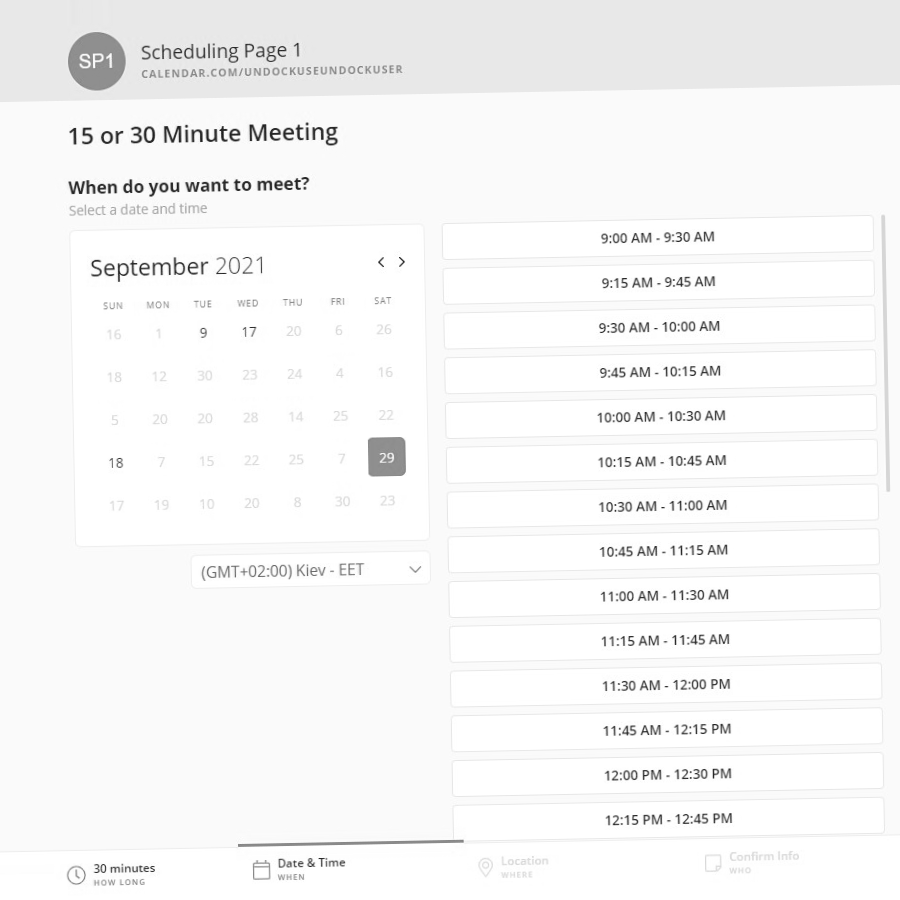 SP1
Scheduling Page 1
CALENDAR.COM/UNDOCKUSEUNDOCKUSER
15 or 30 Minute Meeting
When do you want to meet?
Select a date and time
September 2021
SUN MON TUE WED THU FRI SAT
16 1 9 17 20 6 26
18 12 30 23 24 4 16
5 20 20 28 14 25 22
18 7 15 22 25 7 29
17 19 10 20 8 30 23
(GMT+02:00) Kiev - EET
9:00 AM - 9:30 AM
9:15 AM - 9:45 AM
9:30 AM - 10:00 AM
9:45 AM - 10:15 AM
10:00 AM - 10:30 AM
10:15 AM - 10:45 AM
10:30 AM - 11:00 AM
10:45 AM - 11:15 AM
11:00 AM - 11:30 AM
11:15 AM - 11:45 AM
11:30 AM - 12:00 PM
11:45 AM - 12:15 PM
12:00 PM - 12:30 PM
12:15 PM - 12:45 PM
30 minutes
HOW LONG
Date & Time
WHEN
Location
WHERE
Confirm Info
WHO